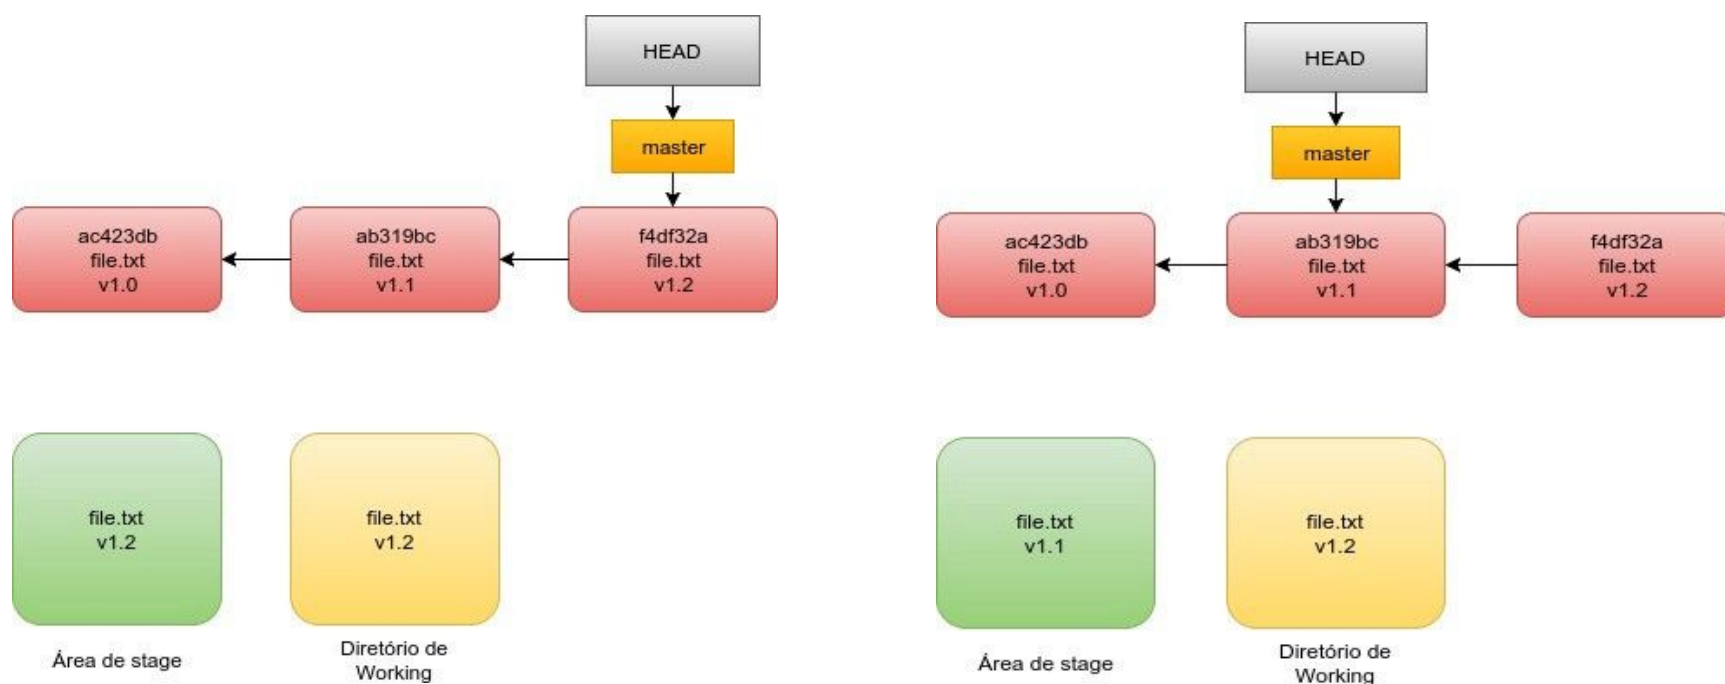 HEAD
master
ac423db
file.txt
v1.0
ab319bc
file.txt
v1.1
f4df32a
file.txt
v1.2
file.txt
v1.2
Área de stage
file.txt
v1.2
Diretório de
Working
HEAD
master
ac423db
file.txt
v1.0
ab319bc
file.txt
v1.1
f4df32a
file.txt
v1.2
file.txt
v1.1
Área de stage
file.txt
v1.2
Diretório de
Working